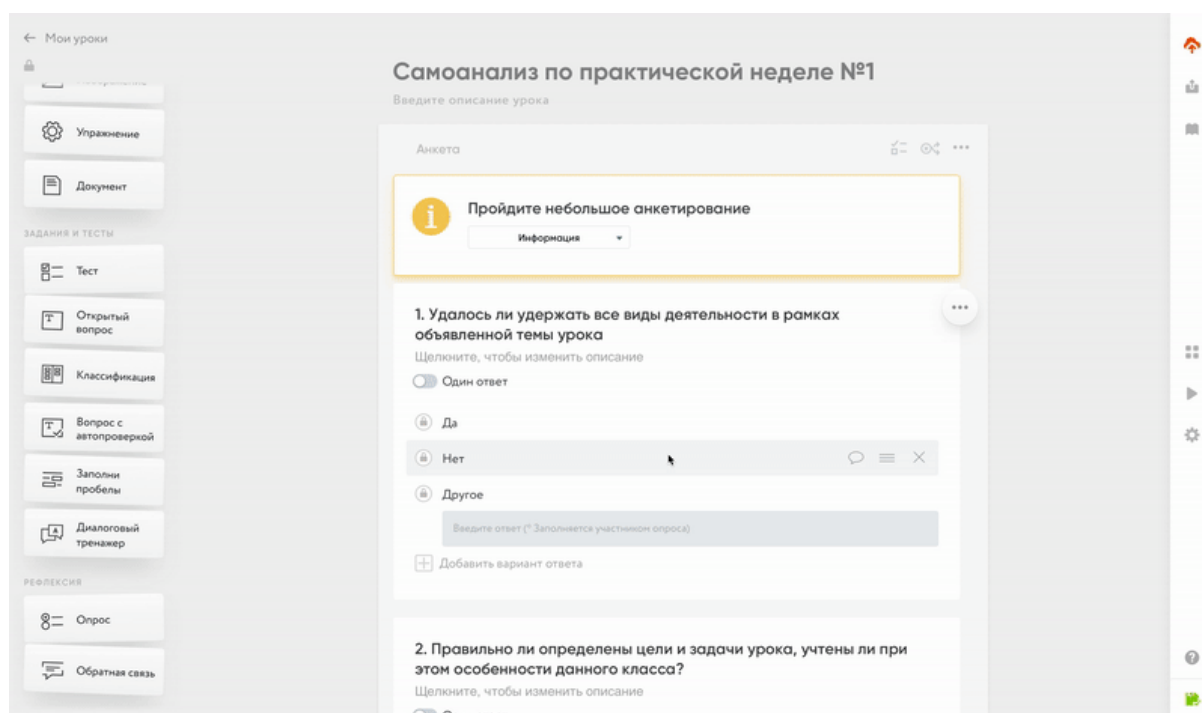 ← Мои уроки
Упражнение
Документ
ЗАДАНИЯ И ТЕСТЫ
Тест
Открытый
вопрос
Классификация
Вопрос с
автопроверкой
Заполни
пробелы
Диалоговый
тренажер
РЕФЛЕКСИЯ
Опрос
Обратная связь
Самоанализ по практической неделе №1
Введите описание урока
Анкета
Пройдите небольшое анкетирование
Информация
1. Удалось ли удержать все виды деятельности в рамках
объявленной темы урока
Щелкните, чтобы изменить описание
Один ответ
Да
Нет
Другое
Введите ответ (* Заполняется участником опроса)
Добавить вариант ответа
2. Правильно ли определены цели и задачи урока, учтены ли при
этом особенности данного класса?
Щелкните, чтобы изменить описание